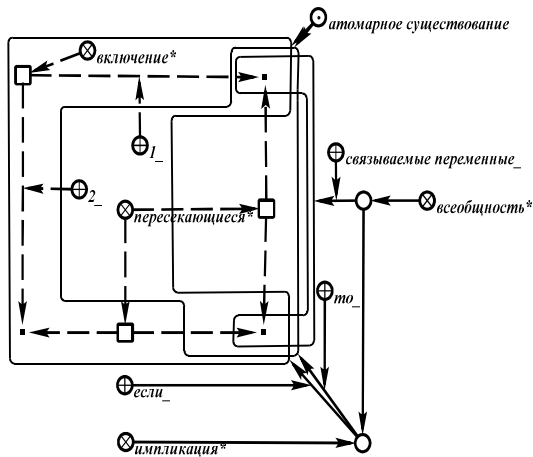 атомарное существование
включение*
1_
связываемые переменные_
2_
всеобщность*
пересекающиеся*
то_
если_
импликация*